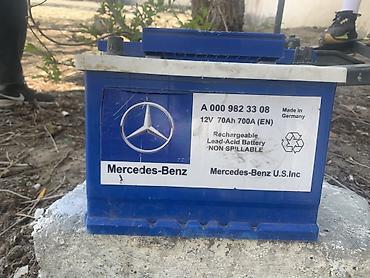 A 000 982 33 08
Made in
Germany
12V 70Ah 700A (EN)
Rechargeable
Lead-Acid Battery
"NON SPILLABLE
Mercedes-Benz
Mercedes-Benz U.S.Inc